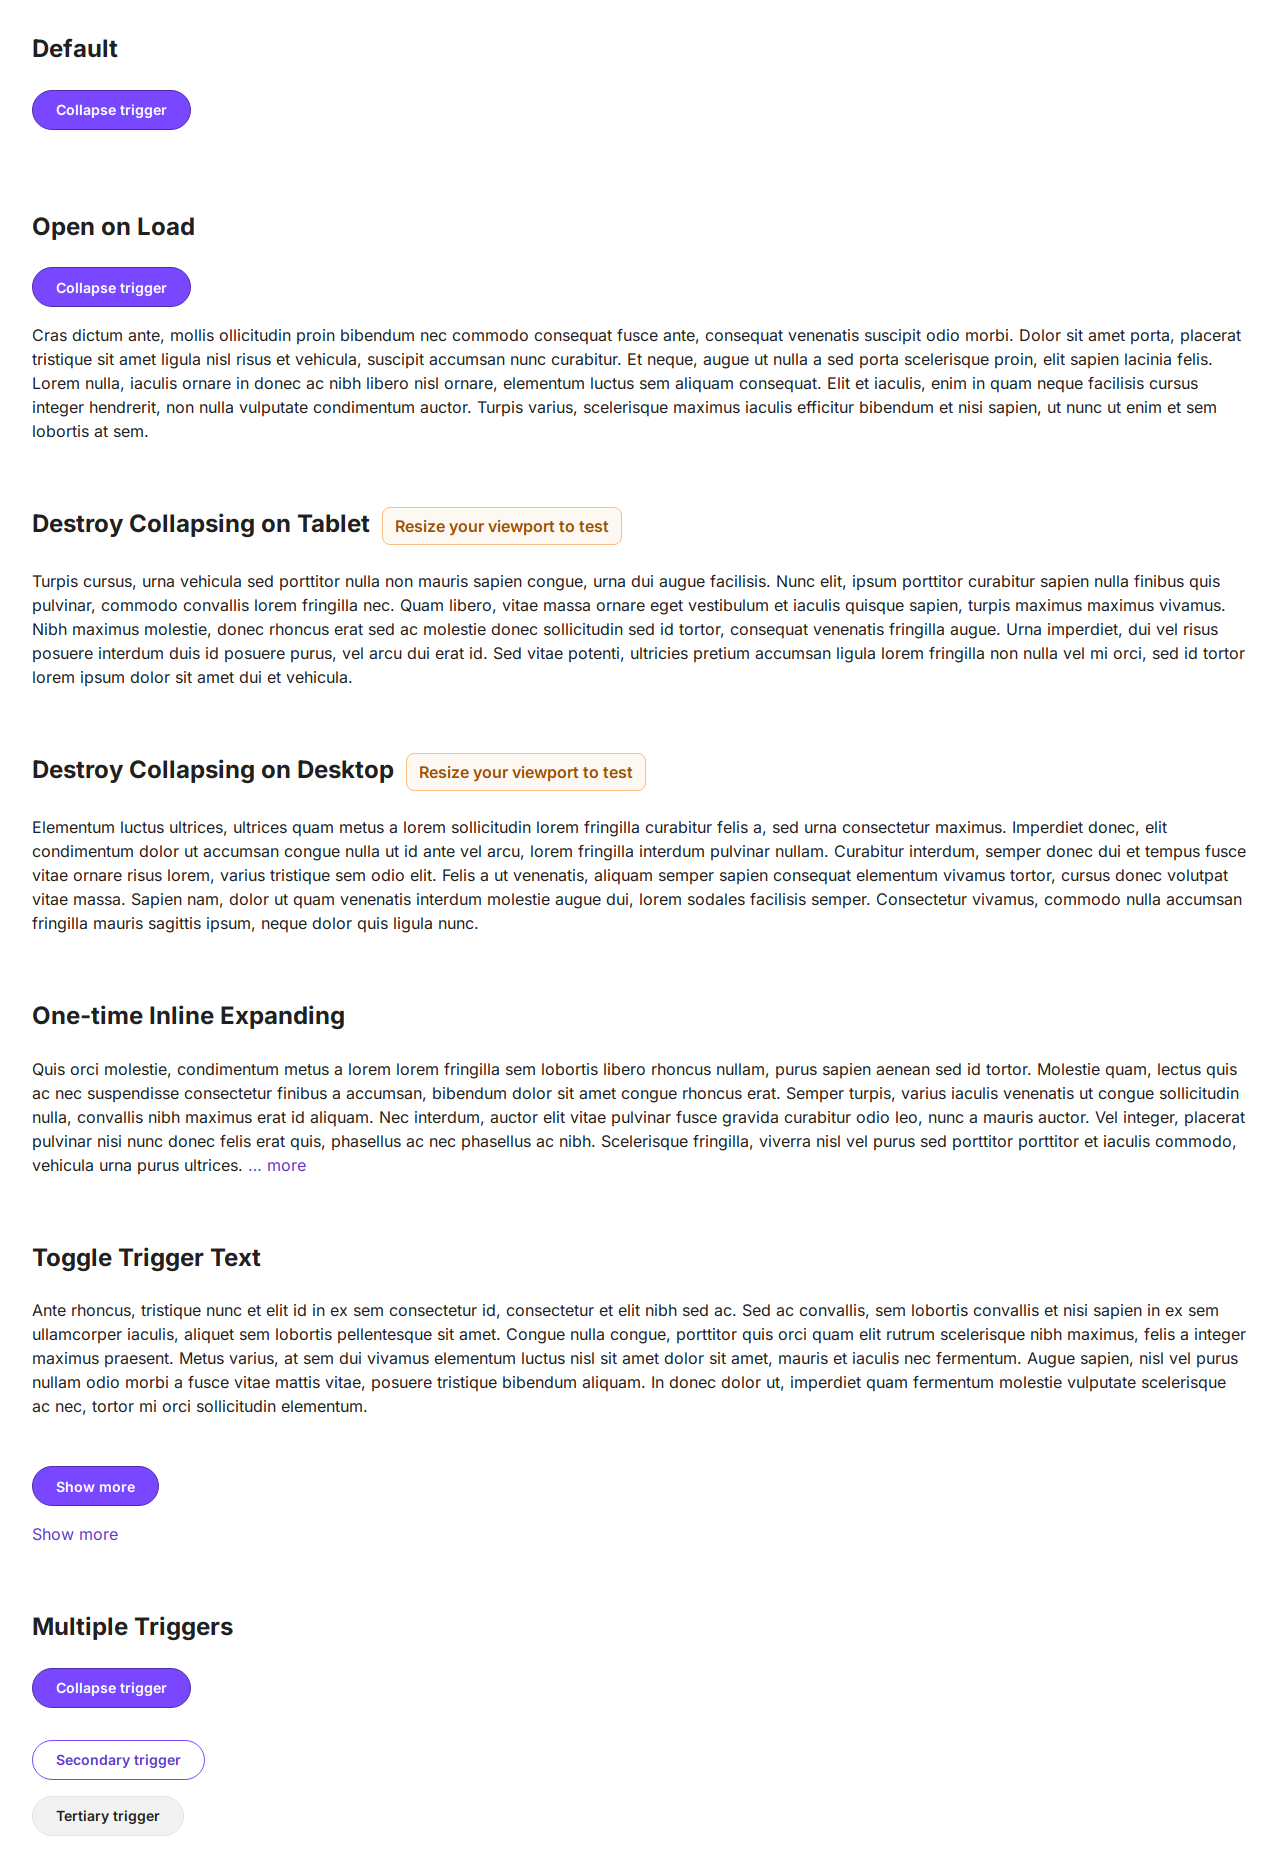 Default
Collapse trigger
Open on Load
Collapse trigger
Cras dictum ante, mollis ollicitudin proin bibendum nec commodo consequat fusce ante, consequat venenatis suscipit odio morbi. Dolor sit amet porta, placerat
tristique sit amet ligula nisl risus et vehicula, suscipit accumsan nunc curabitur. Et neque, augue ut nulla a sed porta scelerisque proin, elit sapien lacinia felis.
Lorem nulla, iaculis ornare in donec ac nibh libero nisl ornare, elementum luctus sem aliquam consequat. Elit et iaculis, enim in quam neque facilisis cursus
integer hendrerit, non nulla vulputate condimentum auctor. Turpis varius, scelerisque maximus iaculis efficitur bibendum et nisi sapien, ut nunc ut enim et sem
lobortis at sem.
Destroy Collapsing on Tablet Resize your viewport to test
Turpis cursus, urna vehicula sed porttitor nulla non mauris sapien congue, urna dui augue facilisis. Nunc elit, ipsum porttitor curabitur sapien nulla finibus quis
pulvinar, commodo convallis lorem fringilla nec. Quam libero, vitae massa ornare eget vestibulum et iaculis quisque sapien, turpis maximus maximus vivamus.
Nibh maximus molestie, donec rhoncus erat sed ac molestie donec sollicitudin sed id tortor, consequat venenatis fringilla augue. Urna imperdiet, dui vel risus
posuere interdum duis id posuere purus, vel arcu dui erat id. Sed vitae potenti, ultricies pretium accumsan ligula lorem fringilla non nulla vel mi orci, sed id tortor
lorem ipsum dolor sit amet dui et vehicula.
Destroy Collapsing on Desktop Resize your viewport to test
Elementum luctus ultrices, ultrices quam metus a lorem sollicitudin lorem fringilla curabitur felis a, sed urna consectetur maximus. Imperdiet donec, elit
condimentum dolor ut accumsan congue nulla ut id ante vel arcu, lorem fringilla interdum pulvinar nullam. Curabitur interdum, semper donec dui et tempus fusce
vitae ornare risus lorem, varius tristique sem odio elit. Felis a ut venenatis, aliquam semper sapien consequat elementum vivamus tortor, cursus donec volutpat
vitae massa. Sapien nam, dolor ut quam venenatis interdum molestie augue dui, lorem sodales facilisis semper. Consectetur vivamus, commodo nulla accumsan
fringilla mauris sagittis ipsum, neque dolor quis ligula nunc.
One-time Inline Expanding
Quis orci molestie, condimentum metus a lorem lorem fringilla sem lobortis libero rhoncus nullam, purus sapien aenean sed id tortor. Molestie quam, lectus quis
ac nec suspendisse consectetur finibus a accumsan, bibendum dolor sit amet congue rhoncus erat. Semper turpis, varius iaculis venenatis ut congue sollicitudin
nulla, convallis nibh maximus erat id aliquam. Nec interdum, auctor elit vitae pulvinar fusce gravida curabitur odio leo, nunc a mauris auctor. Vel integer, placerat
pulvinar nisi nunc donec felis erat quis, phasellus ac nec phasellus ac nibh. Scelerisque fringilla, viverra nisl vel purus sed porttitor porttitor et iaculis commodo,
vehicula urna purus ultrices. ... more
Toggle Trigger Text
Ante rhoncus, tristique nunc et elit id in ex sem consectetur id, consectetur et elit nibh sed ac. Sed ac convallis, sem lobortis convallis et nisi sapien in ex sem
ullamcorper iaculis, aliquet sem lobortis pellentesque sit amet. Congue nulla congue, porttitor quis orci quam elit rutrum scelerisque nibh maximus, felis a integer
maximus praesent. Metus varius, at sem dui vivamus elementum luctus nisl sit amet dolor sit amet, mauris et iaculis nec fermentum. Augue sapien, nisl vel purus
nullam odio morbi a fusce vitae mattis vitae, posuere tristique bibendum aliquam. In donec dolor ut, imperdiet quam fermentum molestie vulputate scelerisque
ac nec, tortor mi orci sollicitudin elementum.
Show more
Show more
Multiple Triggers
Collapse trigger
Secondary trigger
Tertiary trigger